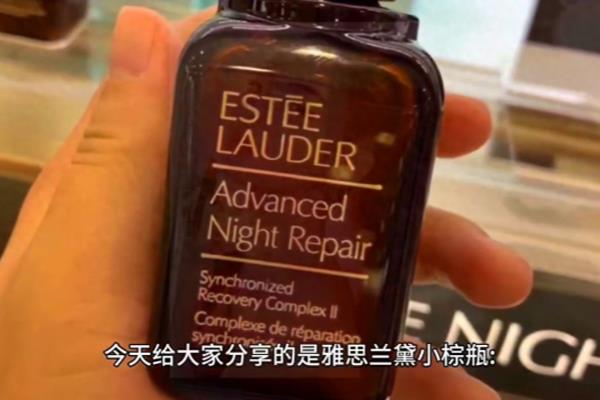 ESTĒE
LAUDER
Advanced
Night Repair
Synchronized
Recovery Complex II
Complexe de réparation
NIGH
今天给大家分享的是雅思兰黛小棕瓶: